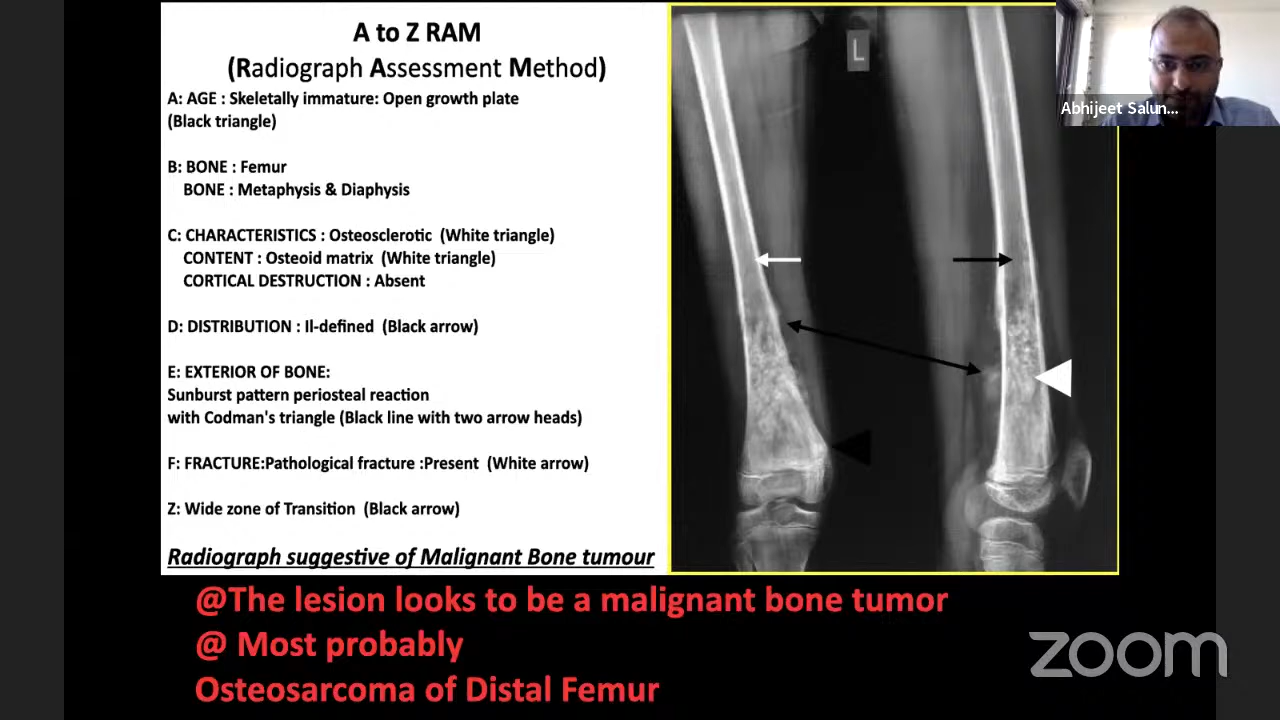 A to Z RAM
(Radiograph Assessment Method)
A: AGE : Skeletally immature: Open growth plate
(Black triangle)
B: BONE : Femur
BONE : Metaphysis & Diaphysis
C: CHARACTERISTICS : Osteosclerotic (White triangle)
CONTENT : Osteoid matrix (White triangle)
CORTICAL DESTRUCTION : Absent
D: DISTRIBUTION : Il-defined (Black arrow)
E: EXTERIOR OF BONE:
Sunburst pattern periosteal reaction
with Codman's triangle (Black line with two arrow heads)
F: FRACTURE:Pathological fracture :Present (White arrow)
Z: Wide zone of Transition (Black arrow)
Radiograph suggestive of Malignant Bone tumour
L
Abhijeet Salun...
@The lesion looks to be a malignant bone tumor
@ Most probably
Osteosarcoma of Distal Femur
zoom